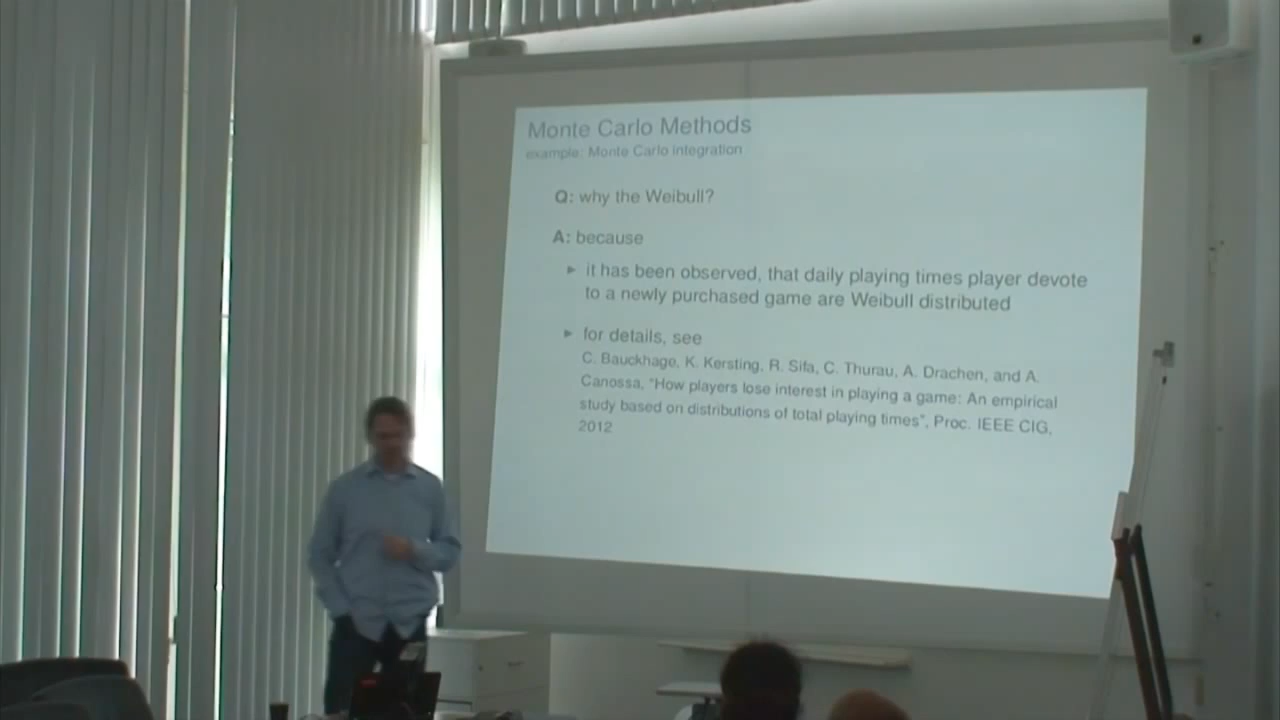 Monte Carlo Methods
example: Monte Carlo integration
Q: why the Weibull?
A: because
► it has been observed, that daily playing times player devote
to a newly purchased game are Weibull distributed
► for details, see
C. Bauckhage, K. Kersting, R. Sifa, C. Thurau, A. Drachen, and A.
Canossa, "How players lose interest in playing a game: An empirical
study based on distributions of total playing times", Proc. IEEE CIG,
2012